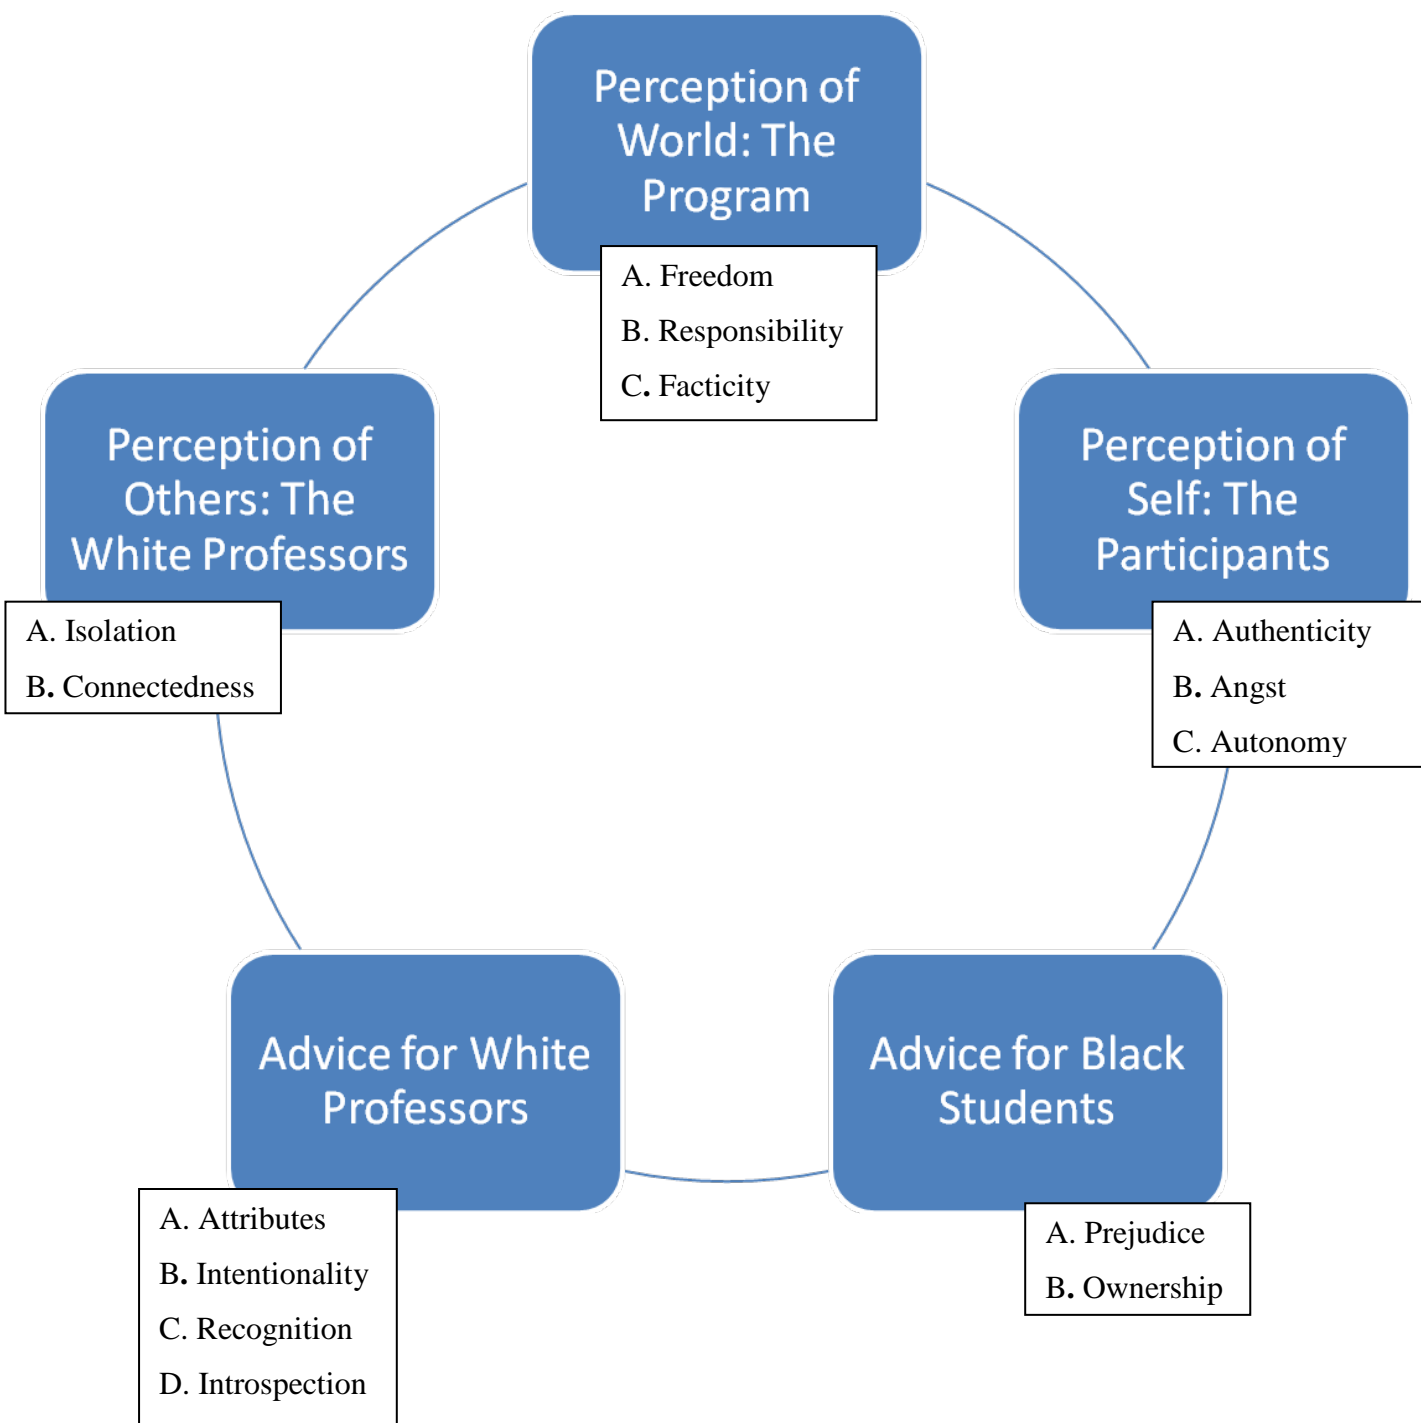 Perception of
World: The
Program
A. Freedom
B. Responsibility
C. Facticity
Perception of
Others: The
White Professors
A. Isolation
B. Connectedness
Perception of
Self: The
Participants
A. Authenticity
B. Angst
C. Autonomy
Advice for White
Professors
A. Attributes
B. Intentionality
C. Recognition
D. Introspection
Advice for Black
Students
A. Prejudice
B. Ownership